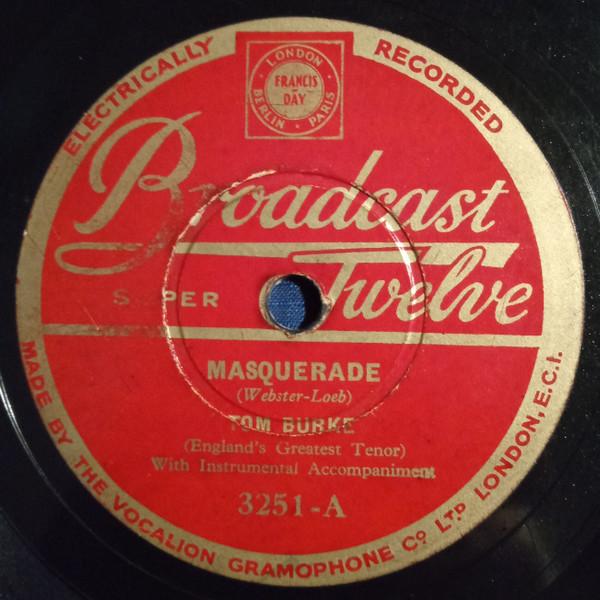 ELECTRICALLY RECORDED
LONDON
FRANCIS
DAY
BERLIN · PARIS
Broadcast
SUPER Twelve
MASQUERADE
(Webster-Loeb)
TOM BURKE
(England's Greatest Tenor)
With Instrumental Accompaniment
3251-A
MADE BY THE VOCALION GRAMOPHONE Cº LTD LONDON, E.C.1.